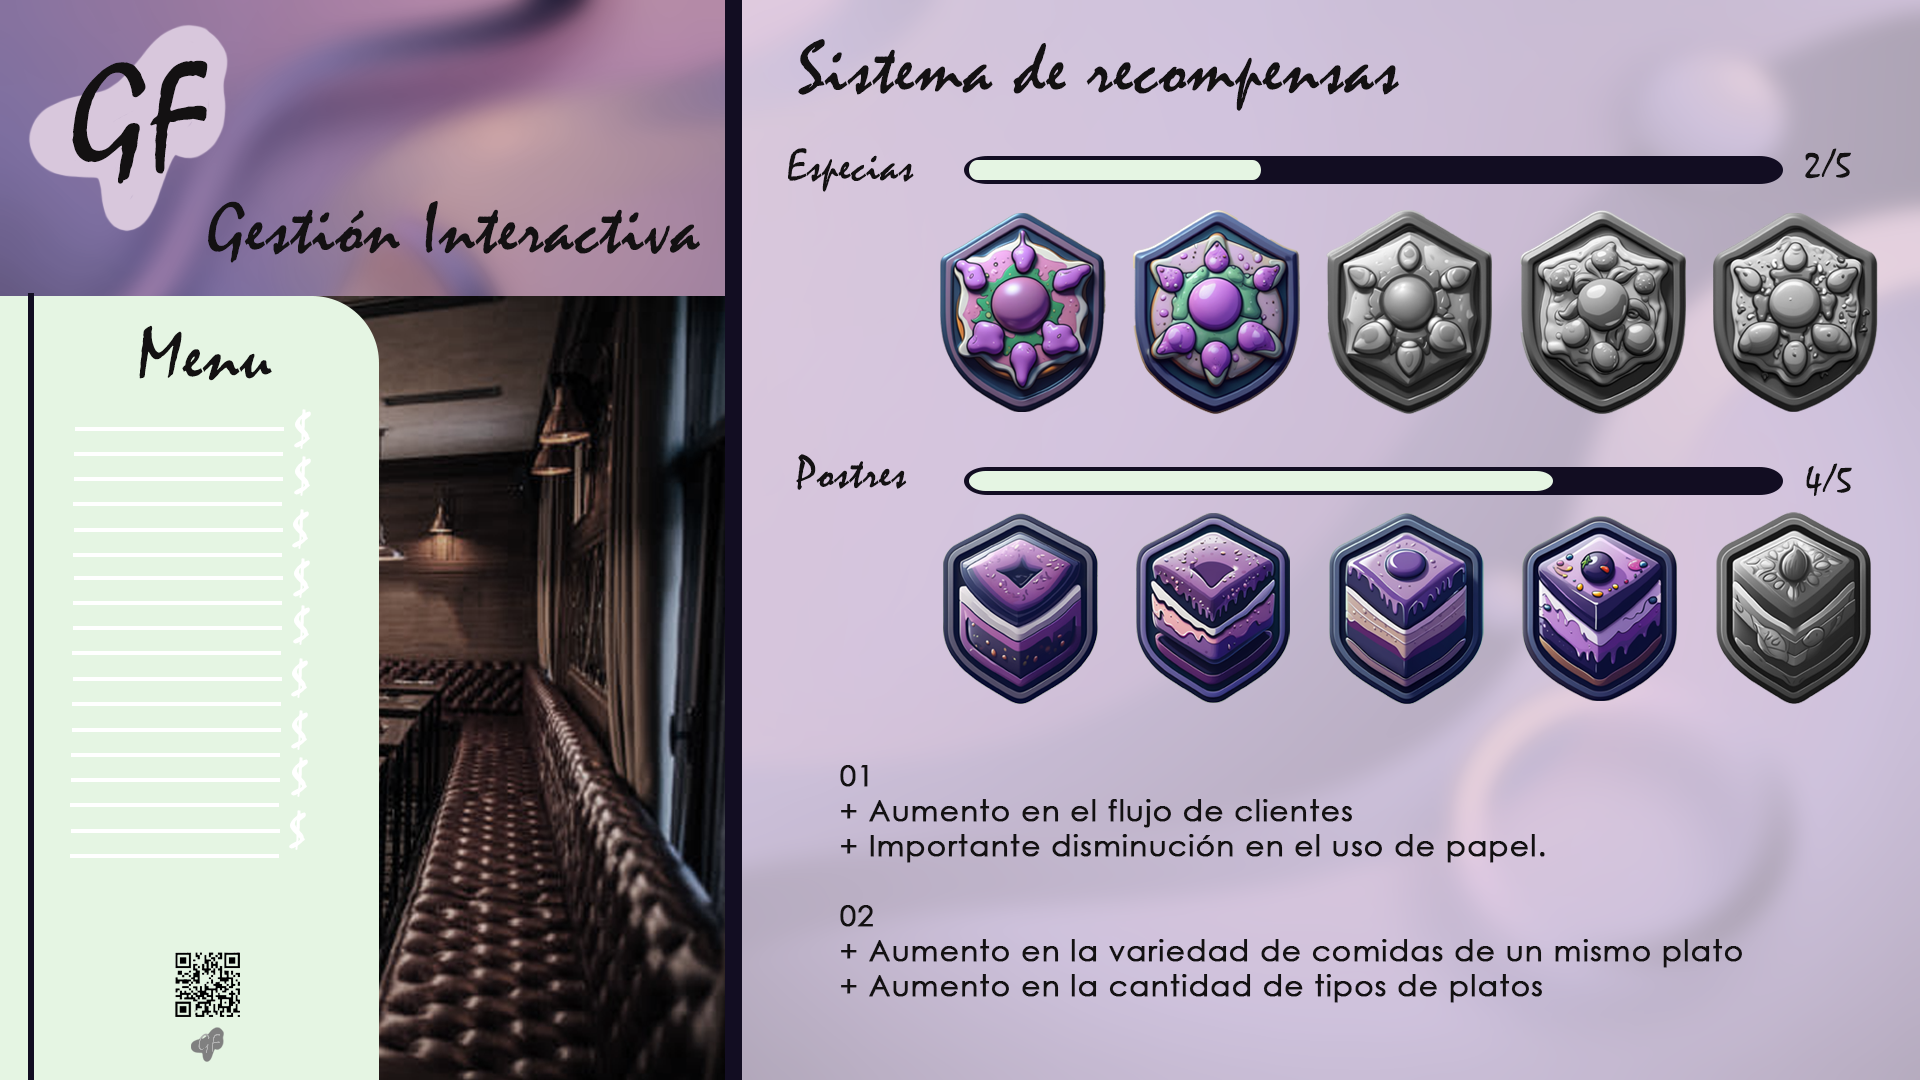 GF
Gestión Interactiva
Menu
$
$
$
$
$
$
$
$
$
GF
Sistema de recompensas
Especias 2/5
Postres 4/5
01
+ Aumento en el flujo de clientes
+ Importante disminución en el uso de papel.
02
+ Aumento en la variedad de comidas de un mismo plato
+ Aumento en la cantidad de tipos de platos